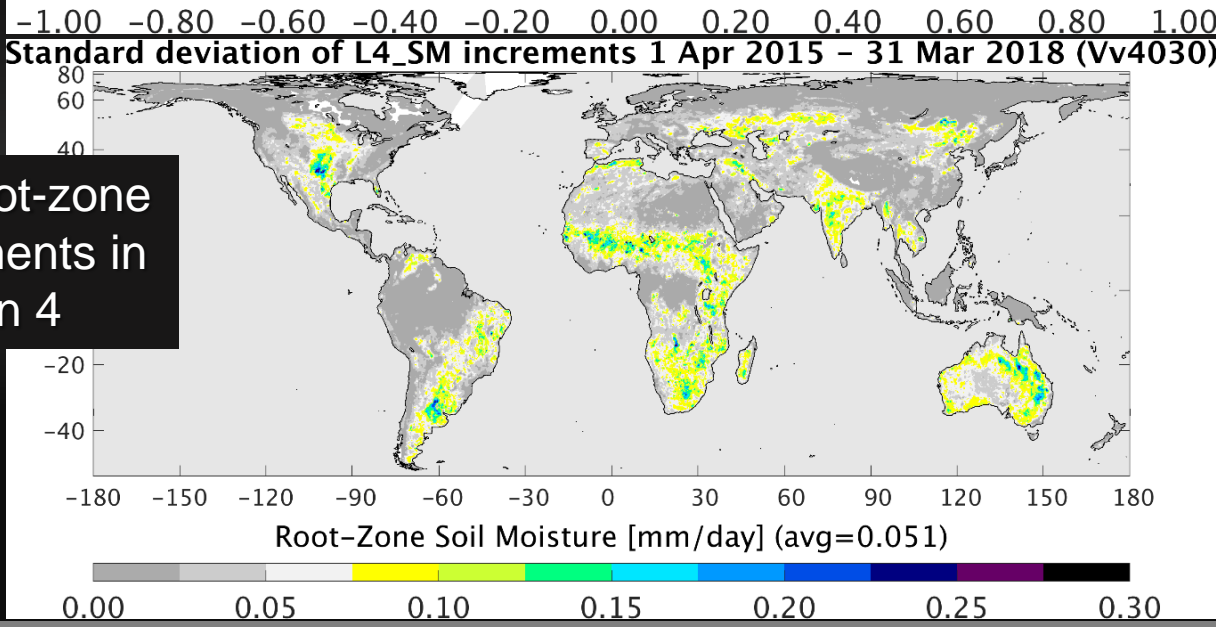 -1.00 -0.80 -0.60 -0.40 -0.20 0.00 0.20 0.40 0.60 0.80 1.00
Standard deviation of L4_SM increments 1 Apr 2015 - 31 Mar 2018 (Vv4030)
80
60
40
ot-zone
ents in
n 4
-20
-40
-180 -150 -120 -90 -60 -30 0 30 60 90 120 150 180
Root-Zone Soil Moisture [mm/day] (avg=0.051)
0.00 0.05 0.10 0.15 0.20 0.25 0.30